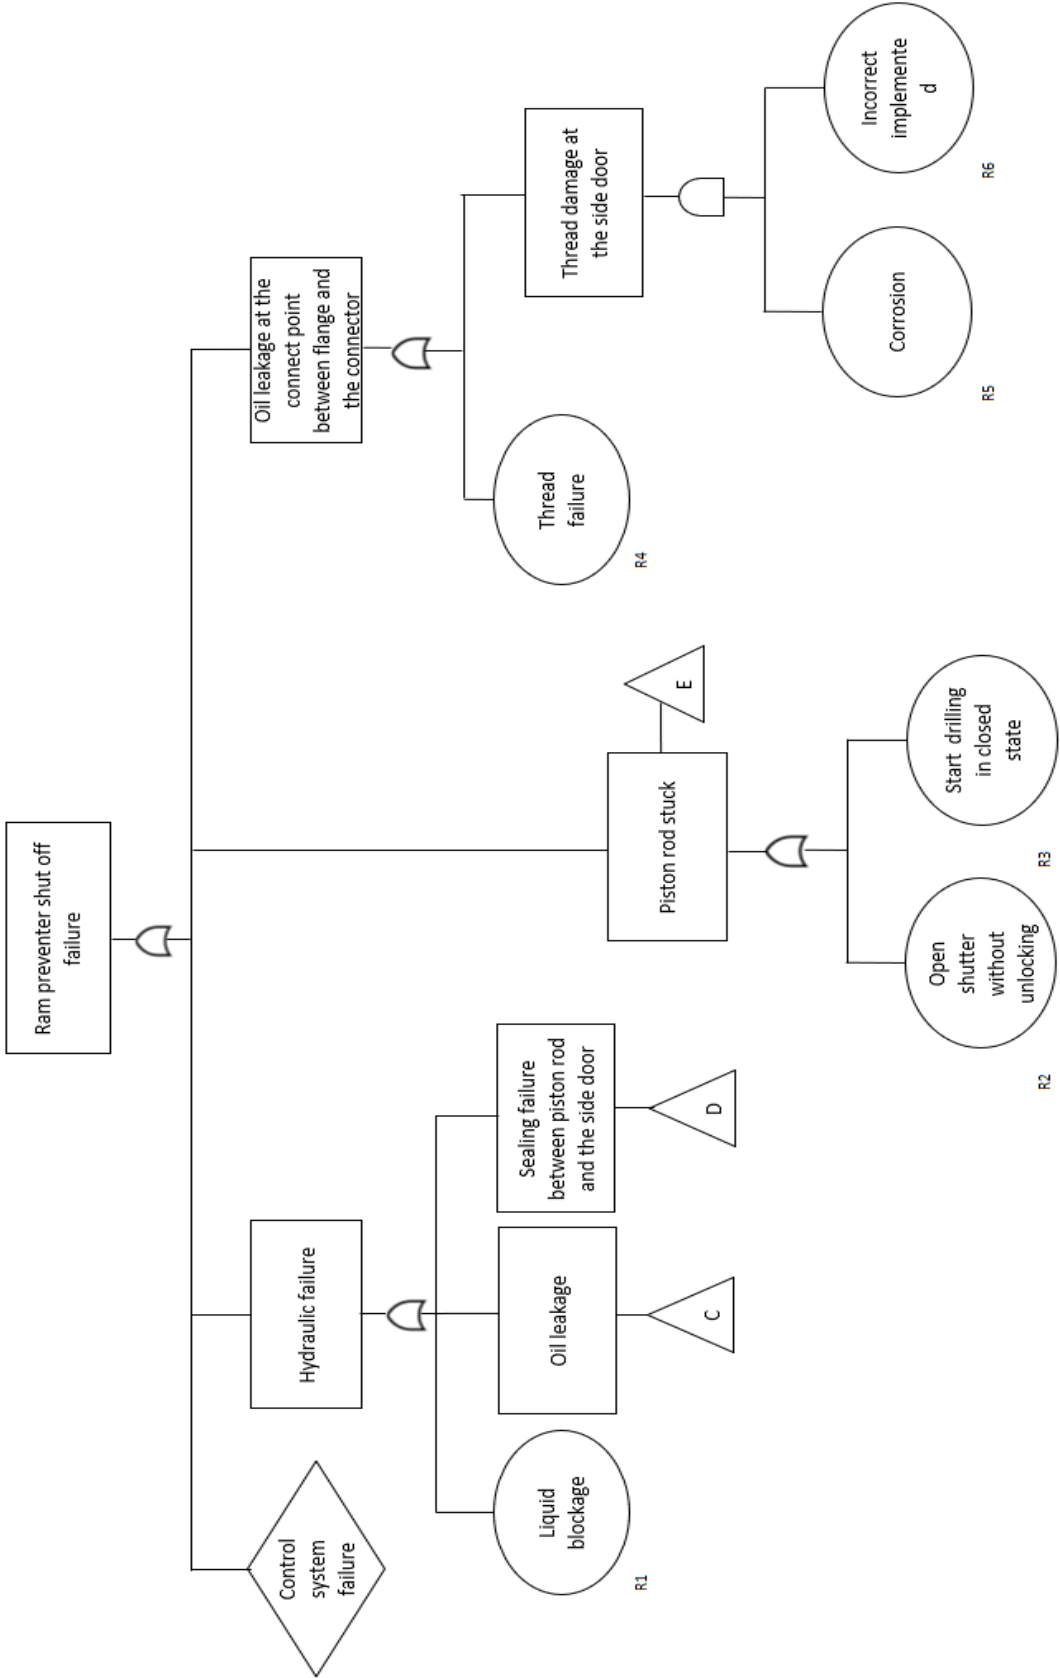 Ram preventer shut off
failure
Control
system
failure
Hydraulic failure
Oil leakage at the
connect point
between flange and
the connector
Liquid
blockage
R1
Oil leakage
C
Sealing failure
between piston rod
and the side door
D
Piston rod stuck
E
Open
shutter
without
unlocking
R2
Start drilling
in closed
state
R3
Thread
failure
R4
Thread damage at
the side door
Corrosion
R5
Incorrect
implemente
d
R6